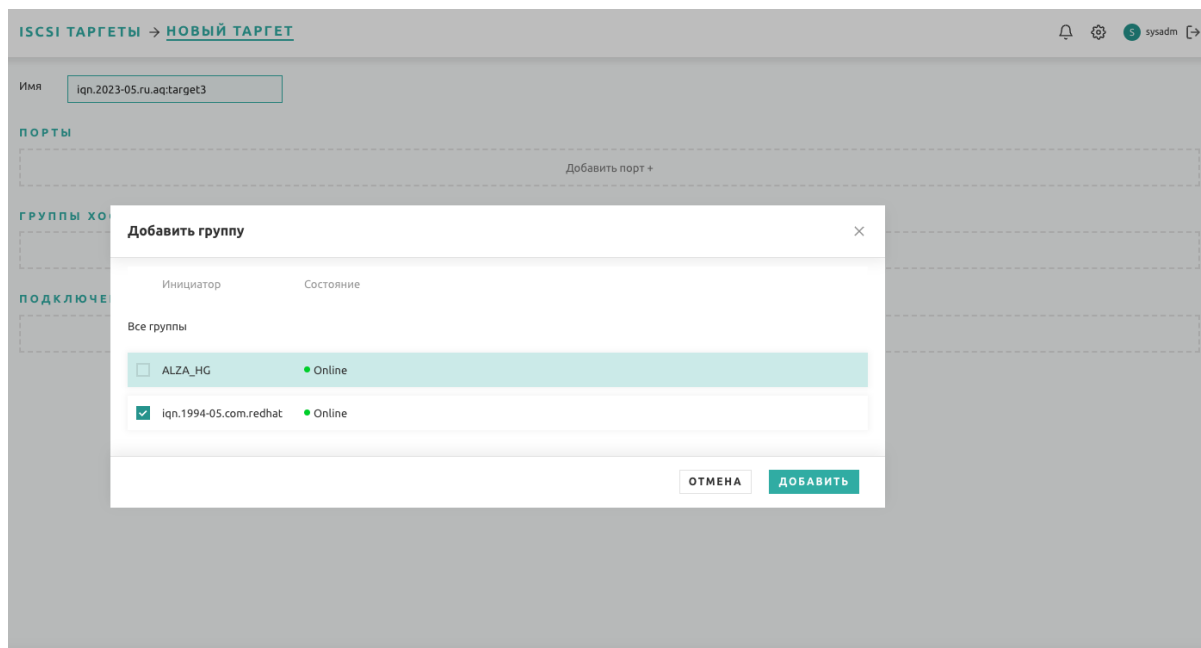 ISCSI ТАРГЕТЫ → НОВЫЙ ТАРГЕТ
S sysadm
Имя iqn.2023-05.ru.aq:target3
ПОРТЫ
Добавить порт +
ГРУППЫ ХО
Добавить группу
Инициатор Состояние
ПОДКЛЮЧЕ
Все группы
ALZA_HG Online
iqn.1994-05.com.redhat Online
ОТМЕНА ДОБАВИТЬ